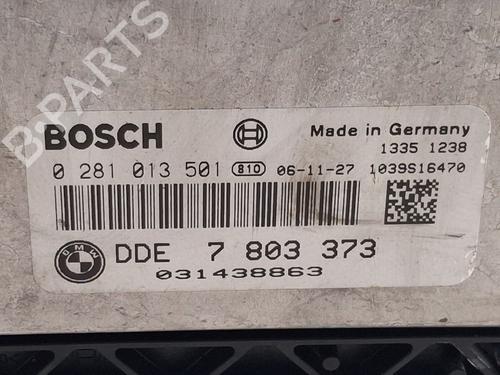 B-PARTS
BOSCH
Made in Germany
1335 1238
0 281 013 501 810 06-11-27 1039S16470
BMW
DDE 7 803 373
031438863